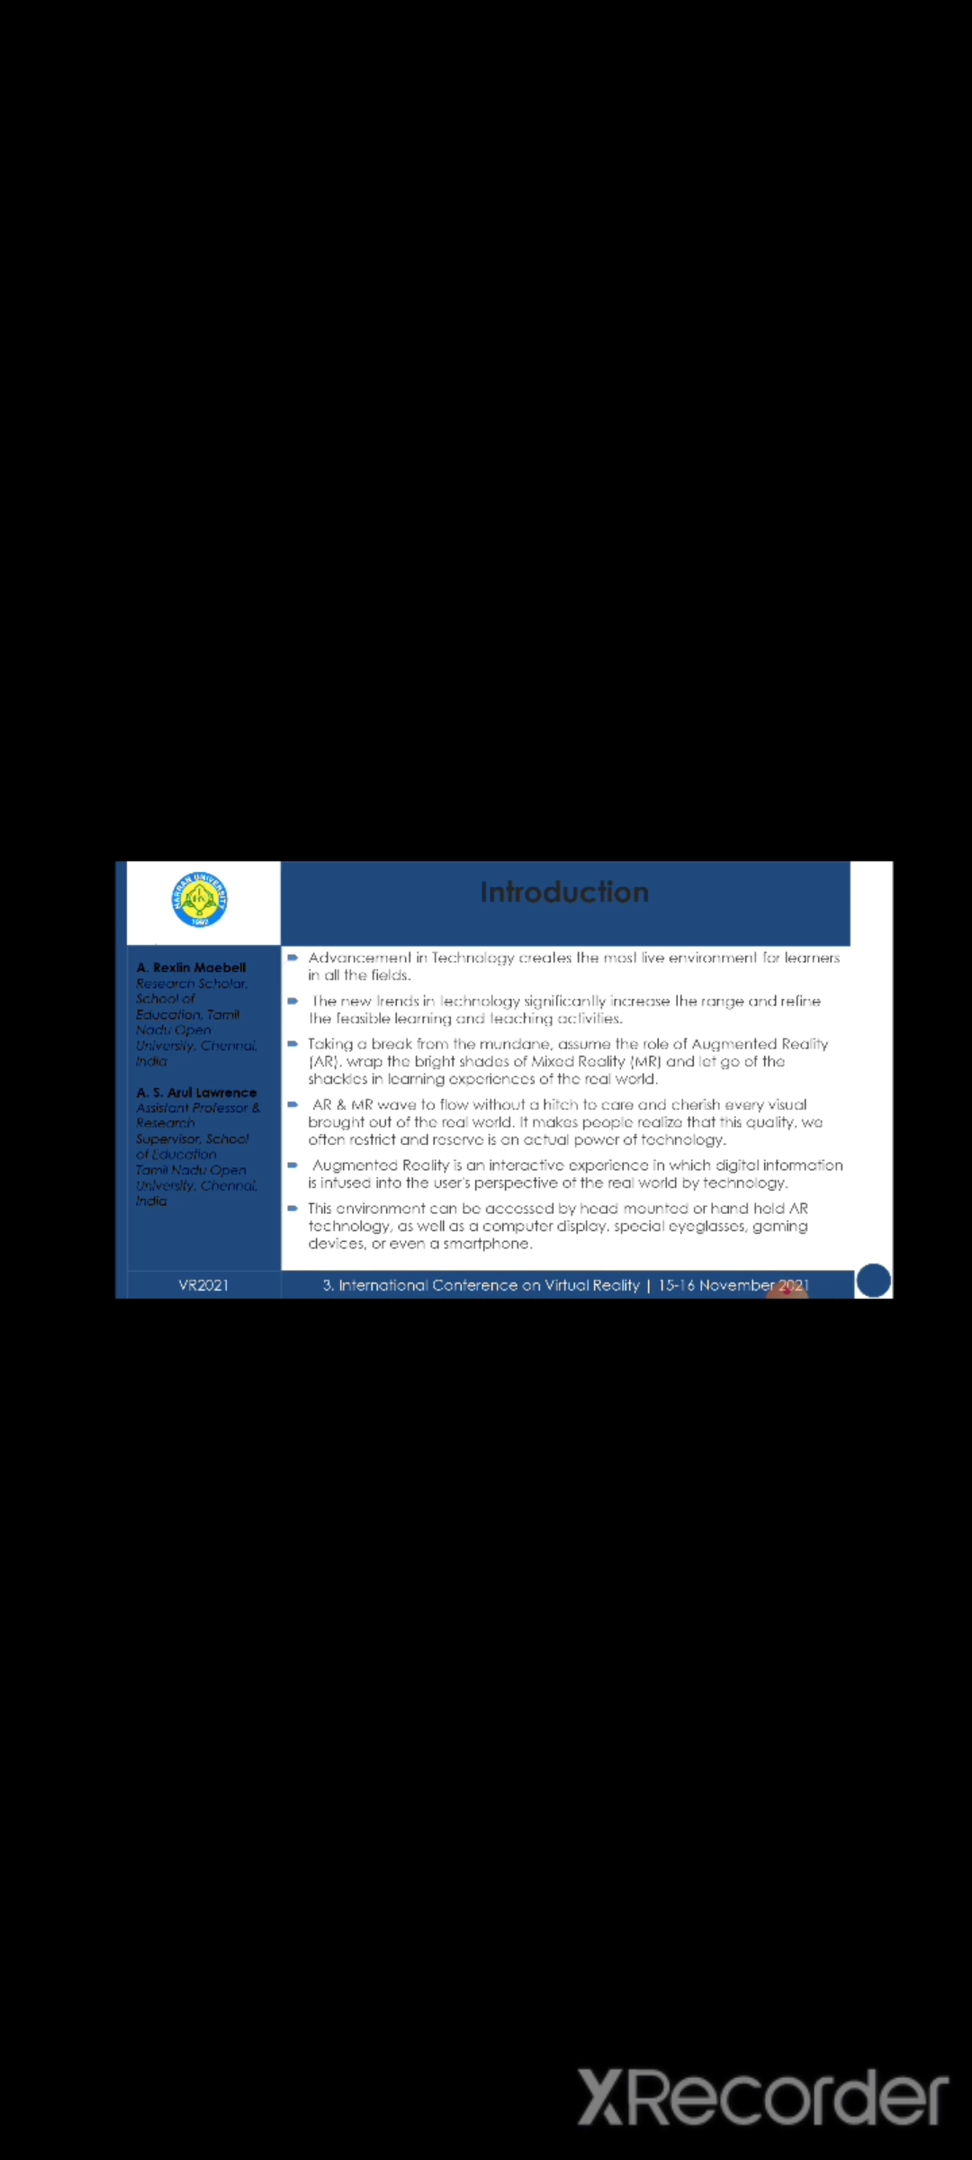 HARRAN UNIVERSITY
1992
Introduction
A. Rexlin Maebell
Research Scholar,
School of
Education, Tamil
Nadu Open
University, Chennai,
India
A. S. Arul Lawrence
Assistant Professor &
Research
Supervisor, School
of Education
Tamil Nadu Open
University, Chennai,
India
Advancement in Technology creates the most live environment for learners
in all the fields.
The new trends in technology significantly increase the range and refine
the feasible learning and teaching activities.
Taking a break from the mundane, assume the role of Augmented Reality
(AR), wrap the bright shades of Mixed Reality (MR) and let go of the
shackles in learning experiences of the real world.
AR & MR wave to flow without a hitch to care and cherish every visual
brought out of the real world. It makes people realize that this quality, we
often restrict and reserve is an actual power of technology.
Augmented Reality is an interactive experience in which digital information
is infused into the user's perspective of the real world by technology.
This environment can be accessed by head mounted or hand held AR
technology, as well as a computer display, special eyeglasses, gaming
devices, or even a smartphone.
VR2021
3. International Conference on Virtual Reality | 15-16 November 2021
XRecorder